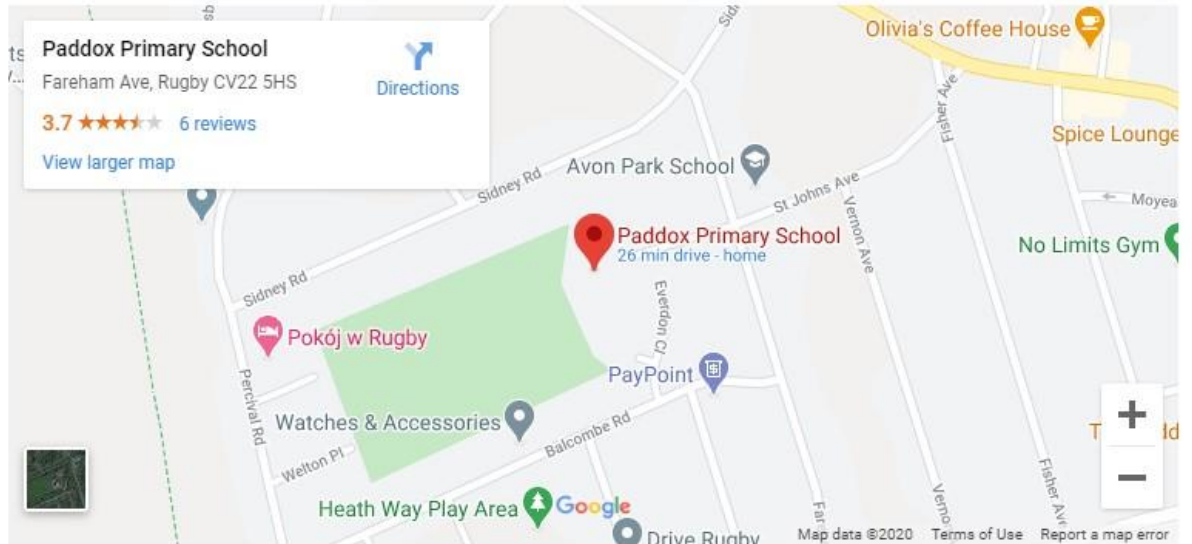 sb
Paddox Primary School
Fareham Ave, Rugby CV22 5HS
3.7
6 reviews
View larger map
Directions
Olivia's Coffee House
Spice Lounge
Fisher Ave
Moyea
No Limits Gym
Avon Park School
St Johns Ave
Vernon Ave
Sidney Rd
Paddox Primary School
26 min drive - home
Sidney Rd
Everdon Cl
Pokój w Rugby
PayPoint
Percival Rd
Watches & Accessories
Balcombe Rd
Welton Pl
Heath Way Play Area
Google
Drive Rugby
Fisher Ave
Map data ©2020
Terms of Use
Report a map error